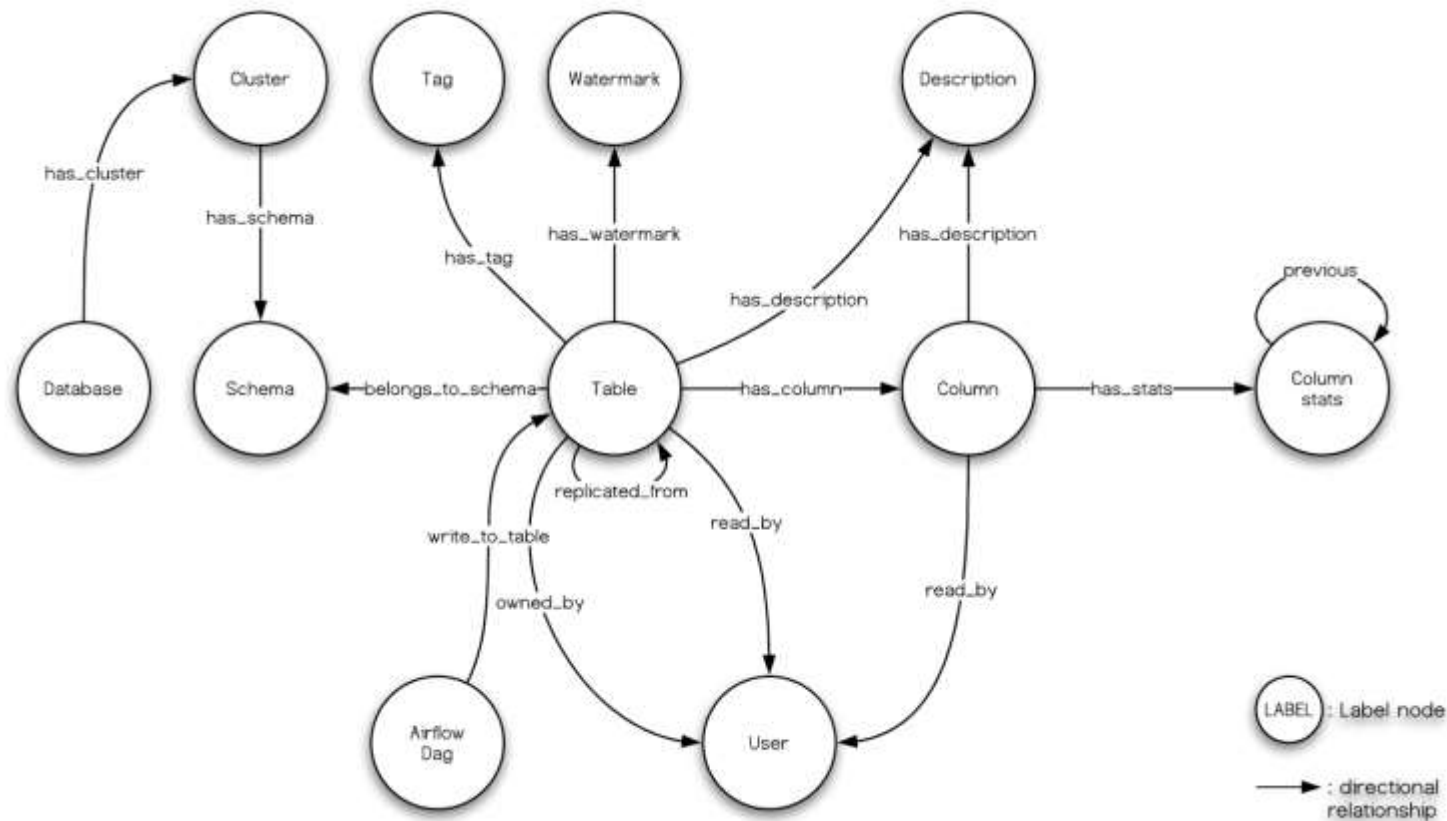 Cluster
Tag
Watermark
Description
has_cluster
has_schema
has_tag
has_watermark
has_description
has_description
previous
Database
Schema
belongs_to_schema
Table
has_column
Column
has_stats
Column
stats
replicated_from
write_to_table
read_by
owned_by
read_by
Airflow
Dag
User
LABEL
: Label node
: directional
relationship